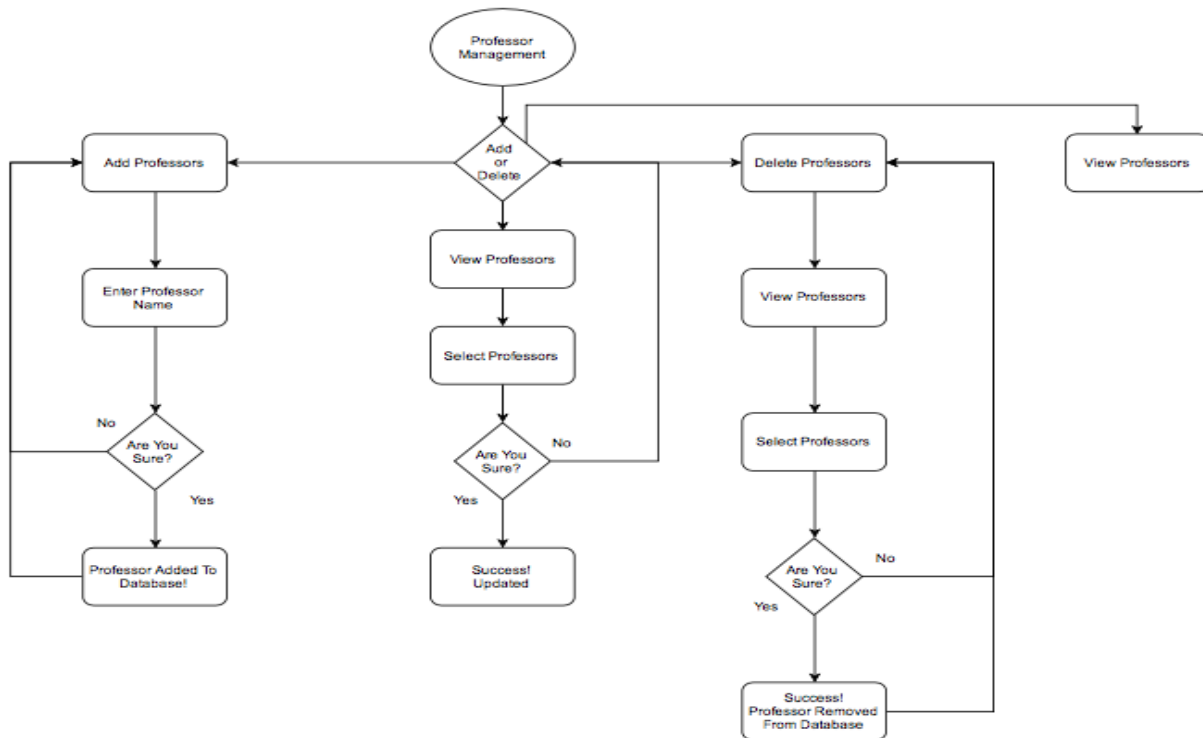 Professor
Management
Add
or
Delete
Add Professors
Delete Professors
View Professors
View Professors
Enter Professor
Name
View Professors
Select Professors
No
Are You
Sure?
Yes
Professor Added To
Database!
No
Are You
Sure?
Yes
Success!
Updated
Select Professors
No
Are You
Sure?
Yes
Success!
Professor Removed
From Database